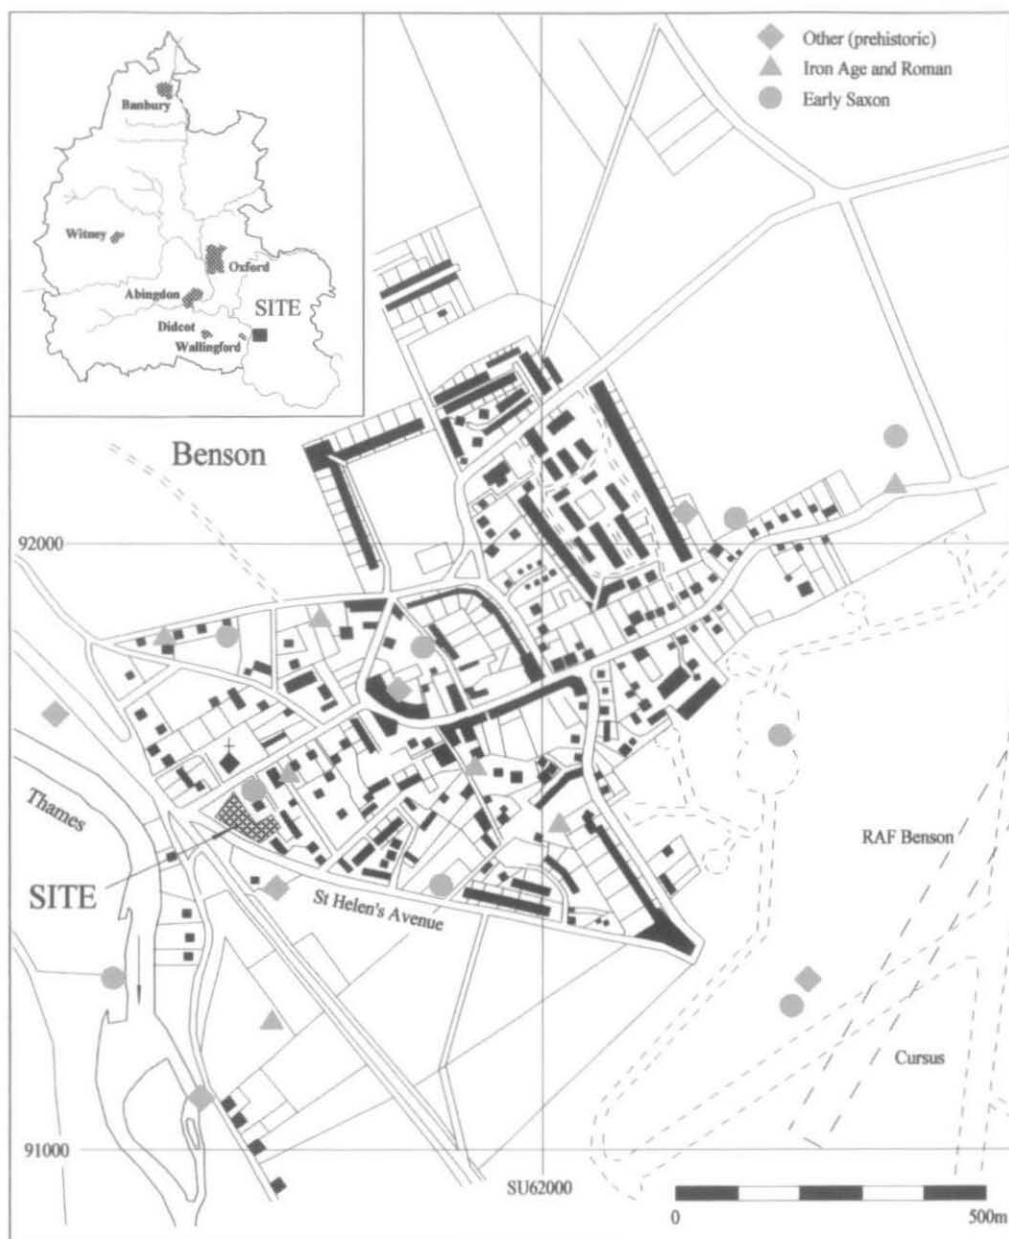 Other (prehistoric)
Iron Age and Roman
Early Saxon
Banbury
Witney
Oxford
Abingdon
SITE
Didcot
Wallingford
Benson
92000
Thames
RAF Benson
SITE
St Helen's Avenue
Cursus
91000
SU62000
0
500m